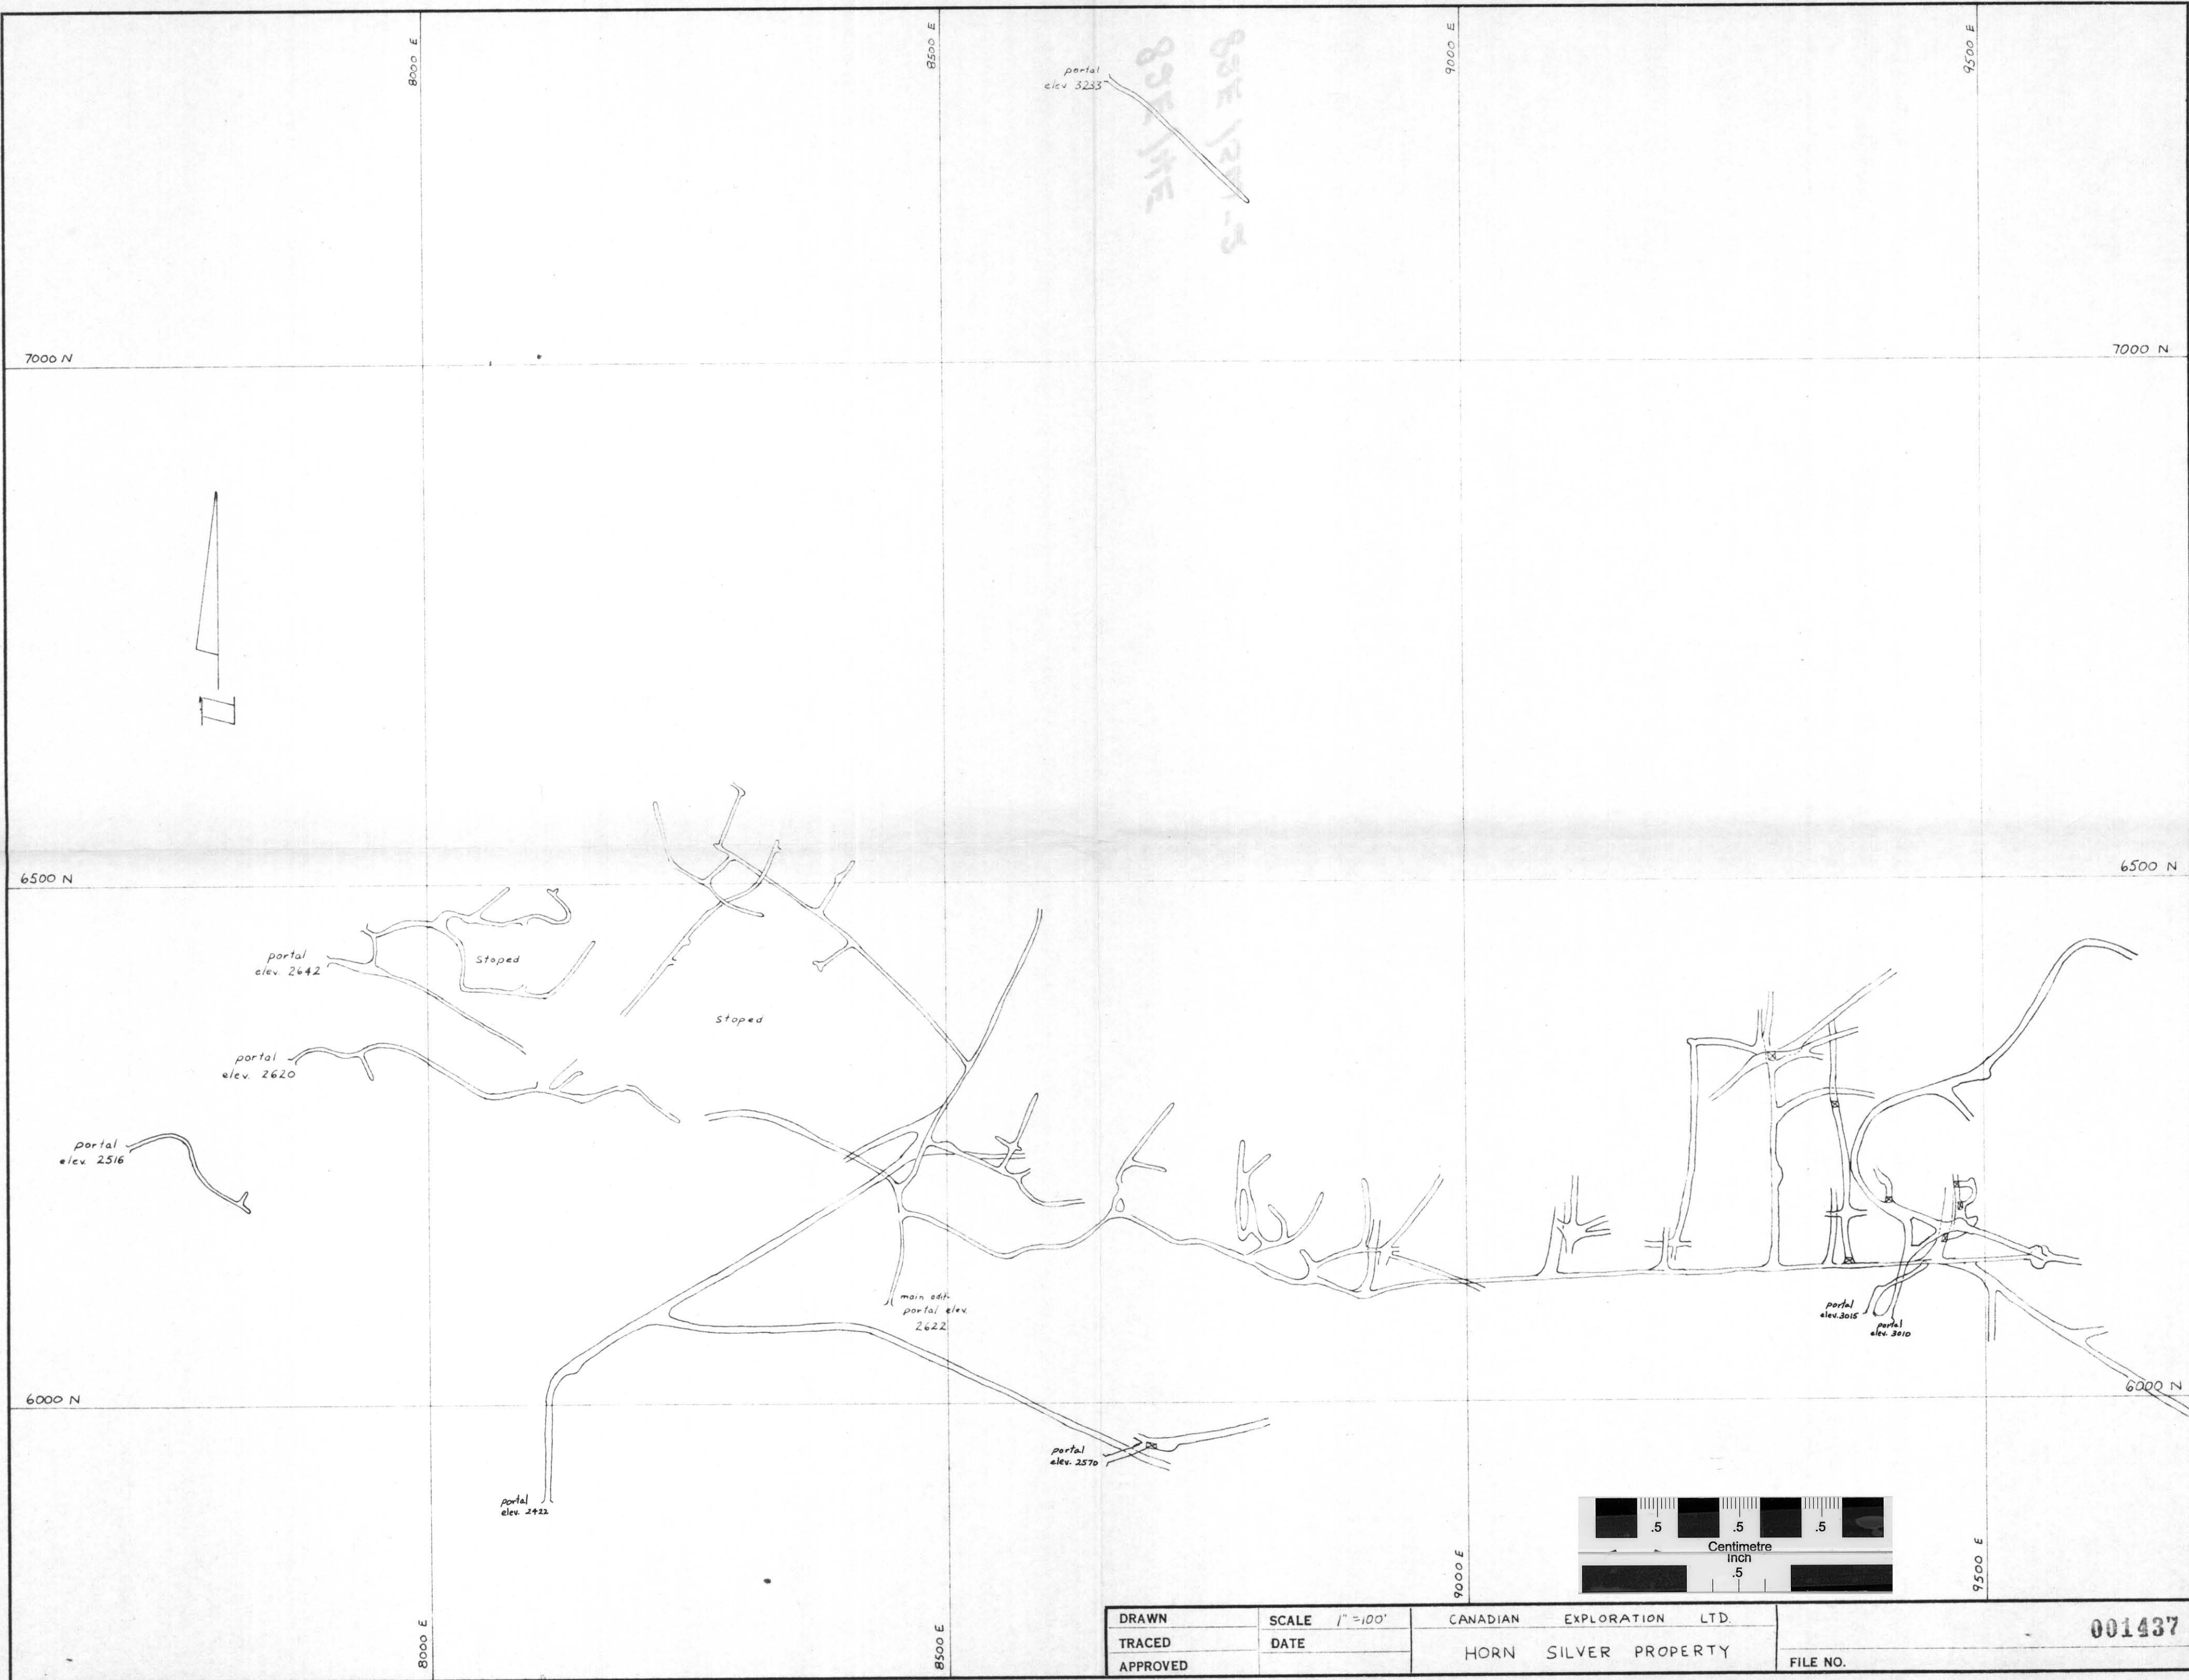 8000 E
8500 E
9000 E
9500 E
portal
elev 3233
82E/4E
7000 N
7000 N
6500 N
6500 N
portal
elev. 2642
Stoped
Stoped
portal
elev. 2620
portal
elev. 2516
main adit
portal elev.
2622
portal
elev. 3015
portal
elev. 3010
6000 N
6000 N
portal
elev. 2570
portal
elev. 2422
.5 .5 .5
Centimetre
Inch
.5
8000 E
8500 E
9000 E
9500 E
DRAWN
TRACED
APPROVED
SCALE 1"=100'
DATE
CANADIAN EXPLORATION LTD.
HORN SILVER PROPERTY
001437
FILE NO.